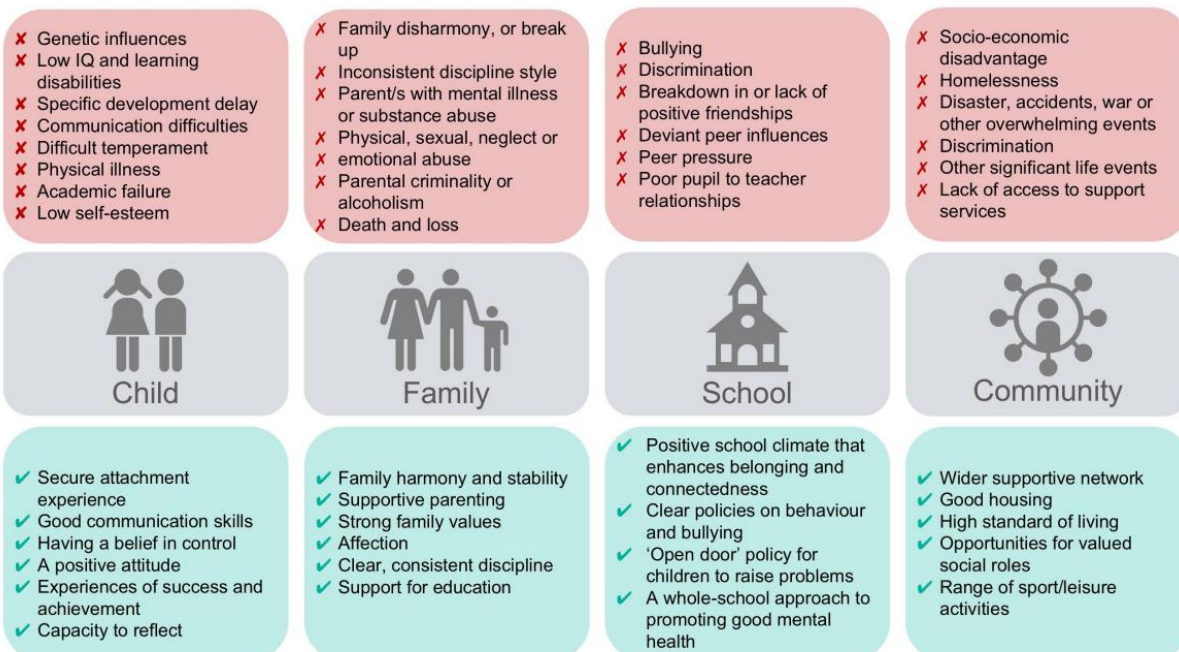 ✘ Genetic influences
✘ Low IQ and learning
✘ disabilities
✘ Specific development delay
✘ Communication difficulties
✘ Difficult temperament
✘ Physical illness
✘ Academic failure
✘ Low self-esteem
✗ Family disharmony, or break
up
✗ Inconsistent discipline style
✗ Parent/s with mental illness
or substance abuse
✗ Physical, sexual, neglect or
✗ emotional abuse
✗ Parental criminality or
alcoholism
✗ Death and loss
✗ Bullying
✗ Discrimination
✗ Breakdown in or lack of
positive friendships
✗ Deviant peer influences
✗ Peer pressure
✗ Poor pupil to teacher
relationships
✗ Socio-economic
disadvantage
✗ Homelessness
✗ Disaster, accidents, war or
other overwhelming events
✗ Discrimination
✗ Other significant life events
✗ Lack of access to support
services
Child
Family
School
Community
✔ Secure attachment
experience
✔ Good communication skills
✔ Having a belief in control
✔ A positive attitude
✔ Experiences of success and
achievement
✔ Capacity to reflect
✔ Family harmony and stability
✔ Supportive parenting
✔ Strong family values
✔ Affection
✔ Clear, consistent discipline
✔ Support for education
✔ Positive school climate that
enhances belonging and
connectedness
✔ Clear policies on behaviour
and bullying
✔ ‘Open door’ policy for
children to raise problems
✔ A whole-school approach to
promoting good mental
health
✔ Wider supportive network
✔ Good housing
✔ High standard of living
✔ Opportunities for valued
social roles
✔ Range of sport/leisure
activities